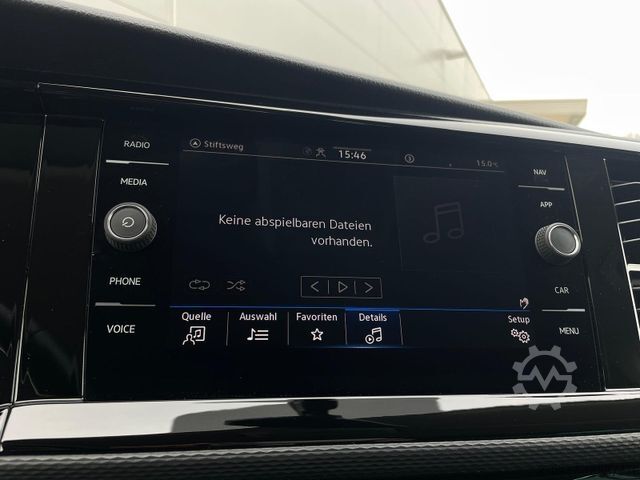 RADIO
MEDIA
PHONE
VOICE
Stiftsweg
15:46
15.0°C
Keine abspielbaren Dateien
vorhanden.
Quelle
Auswahl
Favoriten
Details
Setup
NAV
APP
CAR
MENU
M